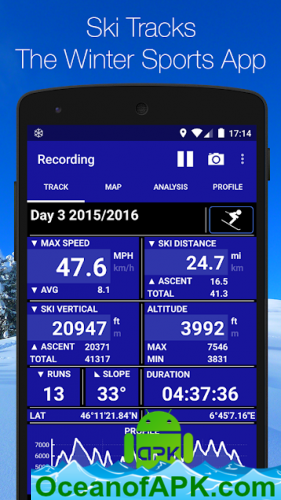 Ski Tracks
The Winter Sports App
17:14
Recording
TRACK MAP ANALYSIS PROFILE
Day 3 2015/2016
▼ MAX SPEED ▼ SKI DISTANCE
47.6 MPH km/h 24.7 mi km
▼ AVG 8.1 ▲ ASCENT 16.5
TOTAL 41.3
▼ SKI VERTICAL ALTITUDE
20947 ft m 3992 ft m
▲ ASCENT 20371 MAX 7546
TOTAL 41317 MIN 3831
▼ RUNS ◣ SLOPE DURATION
13 33° 04:37:36
LAT 46°11'21.84"N 6°45'7.16"E
PROFILE
7000
6000
5000
APK
OceanofAPK.com